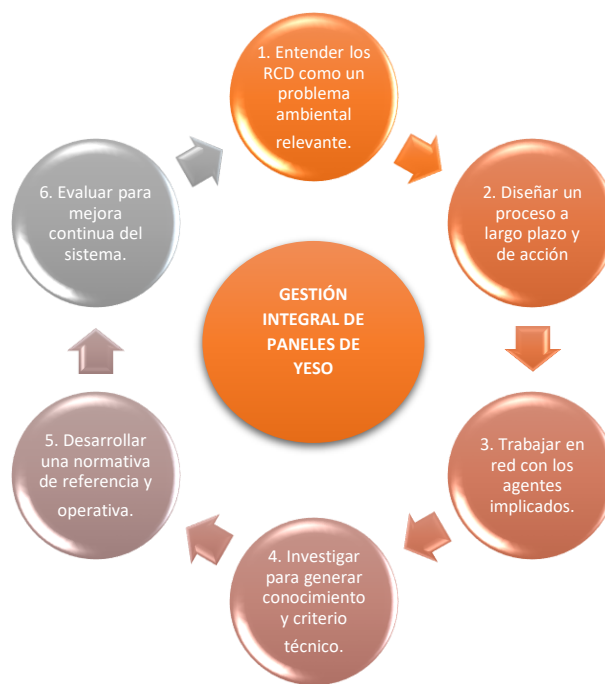 1. Entender los
RCD como un
problema
ambiental
relevante.
2. Diseñar un
proceso a
largo plazo y
de acción
3. Trabajar en
red con los
agentes
implicados.
4. Investigar
para generar
conocimiento
y criterio
técnico.
5. Desarrollar
una normativa
de referencia y
operativa.
6. Evaluar para
mejora
continua del
sistema.
GESTIÓN
INTEGRAL DE
PANELES DE
YESO